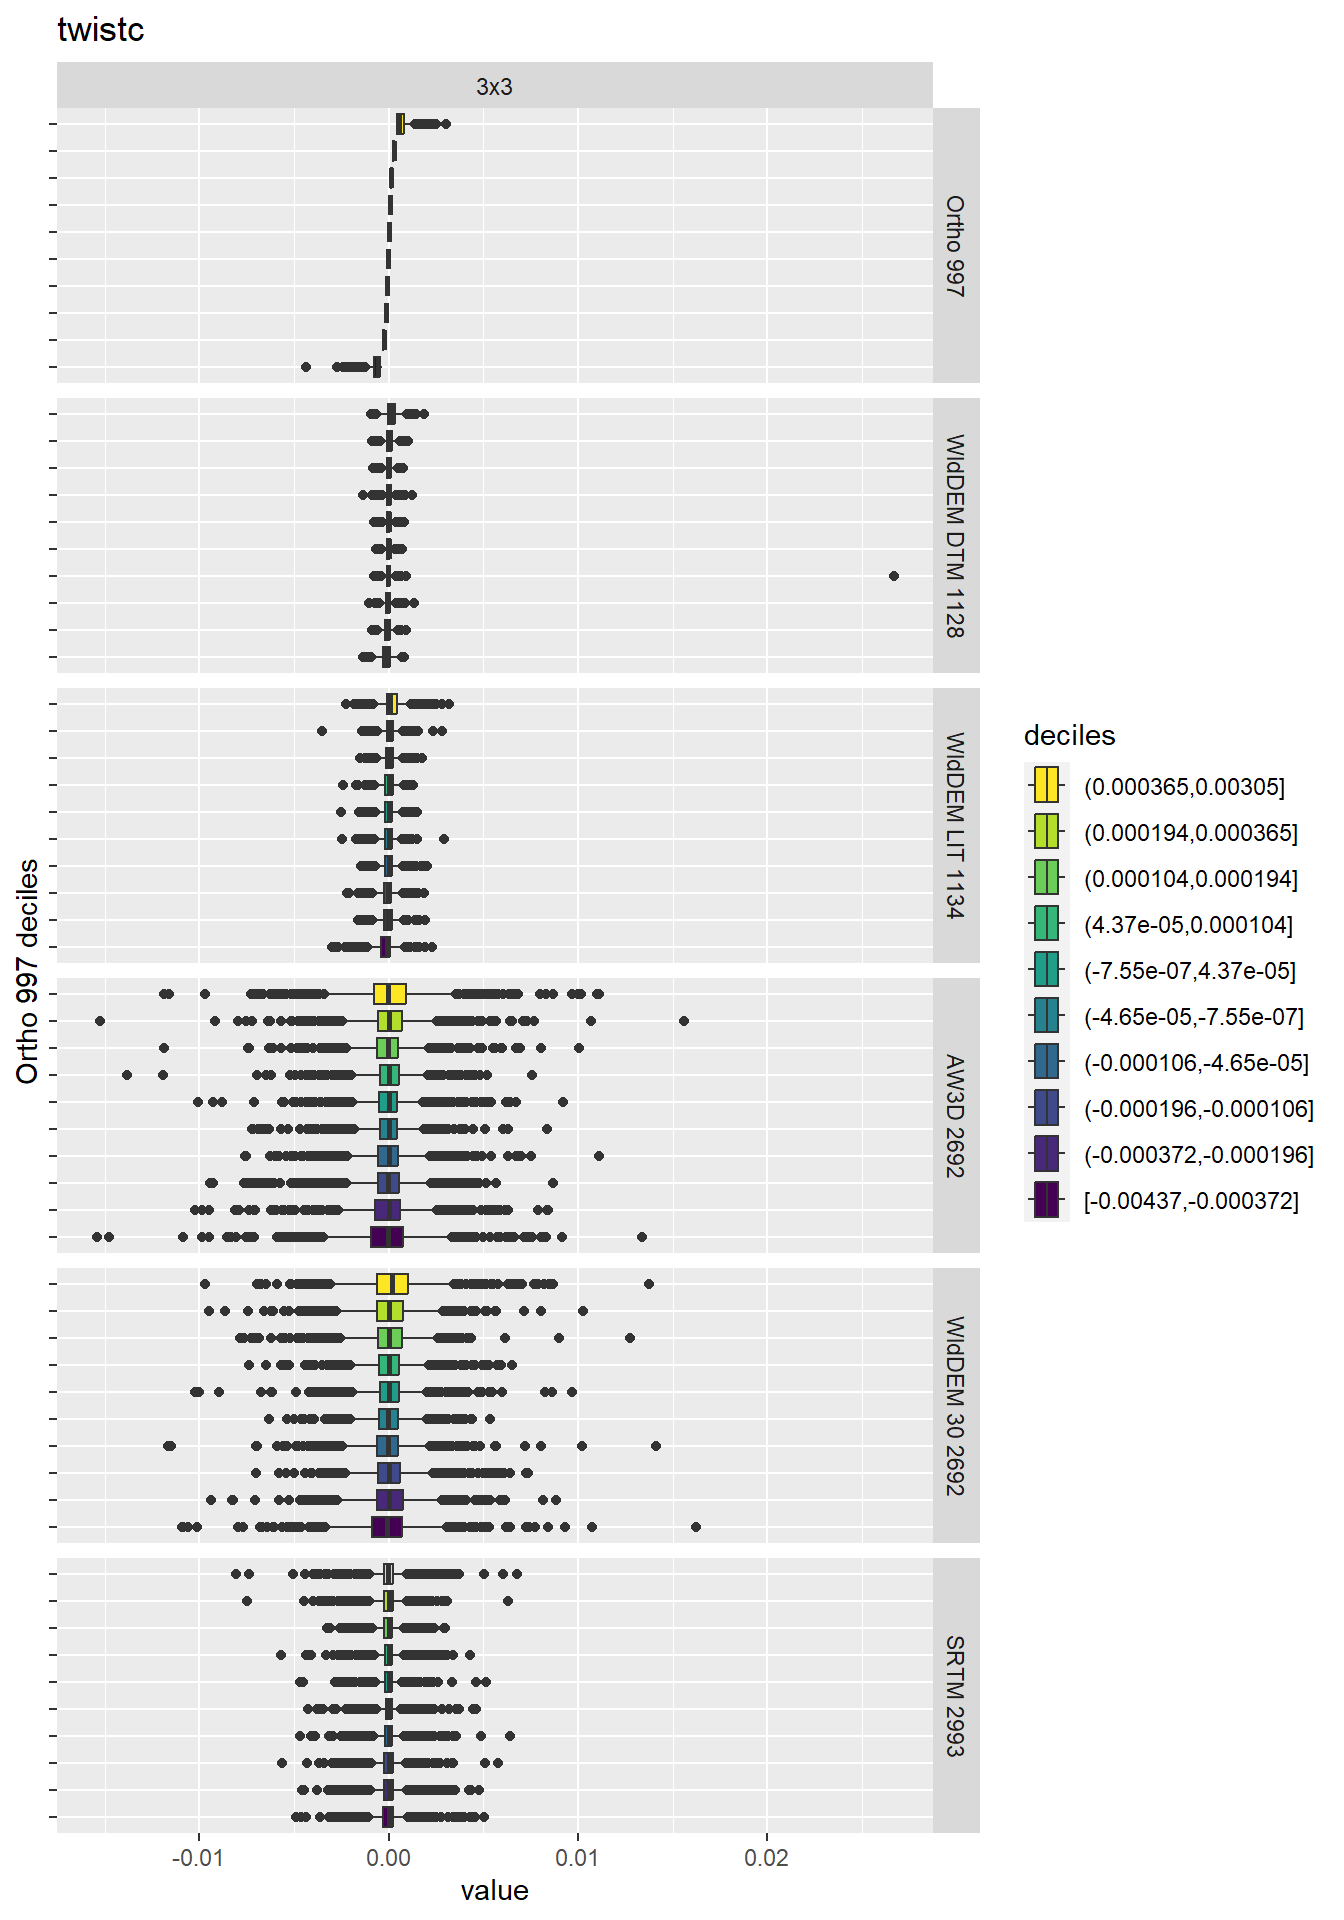 twistc
3x3
Ortho 997
WldDEM DTM 1128
WldDEM LIT 1134
AW3D 2692
WldDEM 30 2692
SRTM 2993
Ortho 997 deciles
-0.01
0.00
0.01
0.02
value
deciles
(0.000365,0.00305]
(0.000194,0.000365]
(0.000104,0.000194]
(4.37e-05,0.000104]
(-7.55e-07,4.37e-05]
(-4.65e-05,-7.55e-07]
(-0.000106,-4.65e-05]
(-0.000196,-0.000106]
(-0.000372,-0.000196]
[-0.00437,-0.000372]